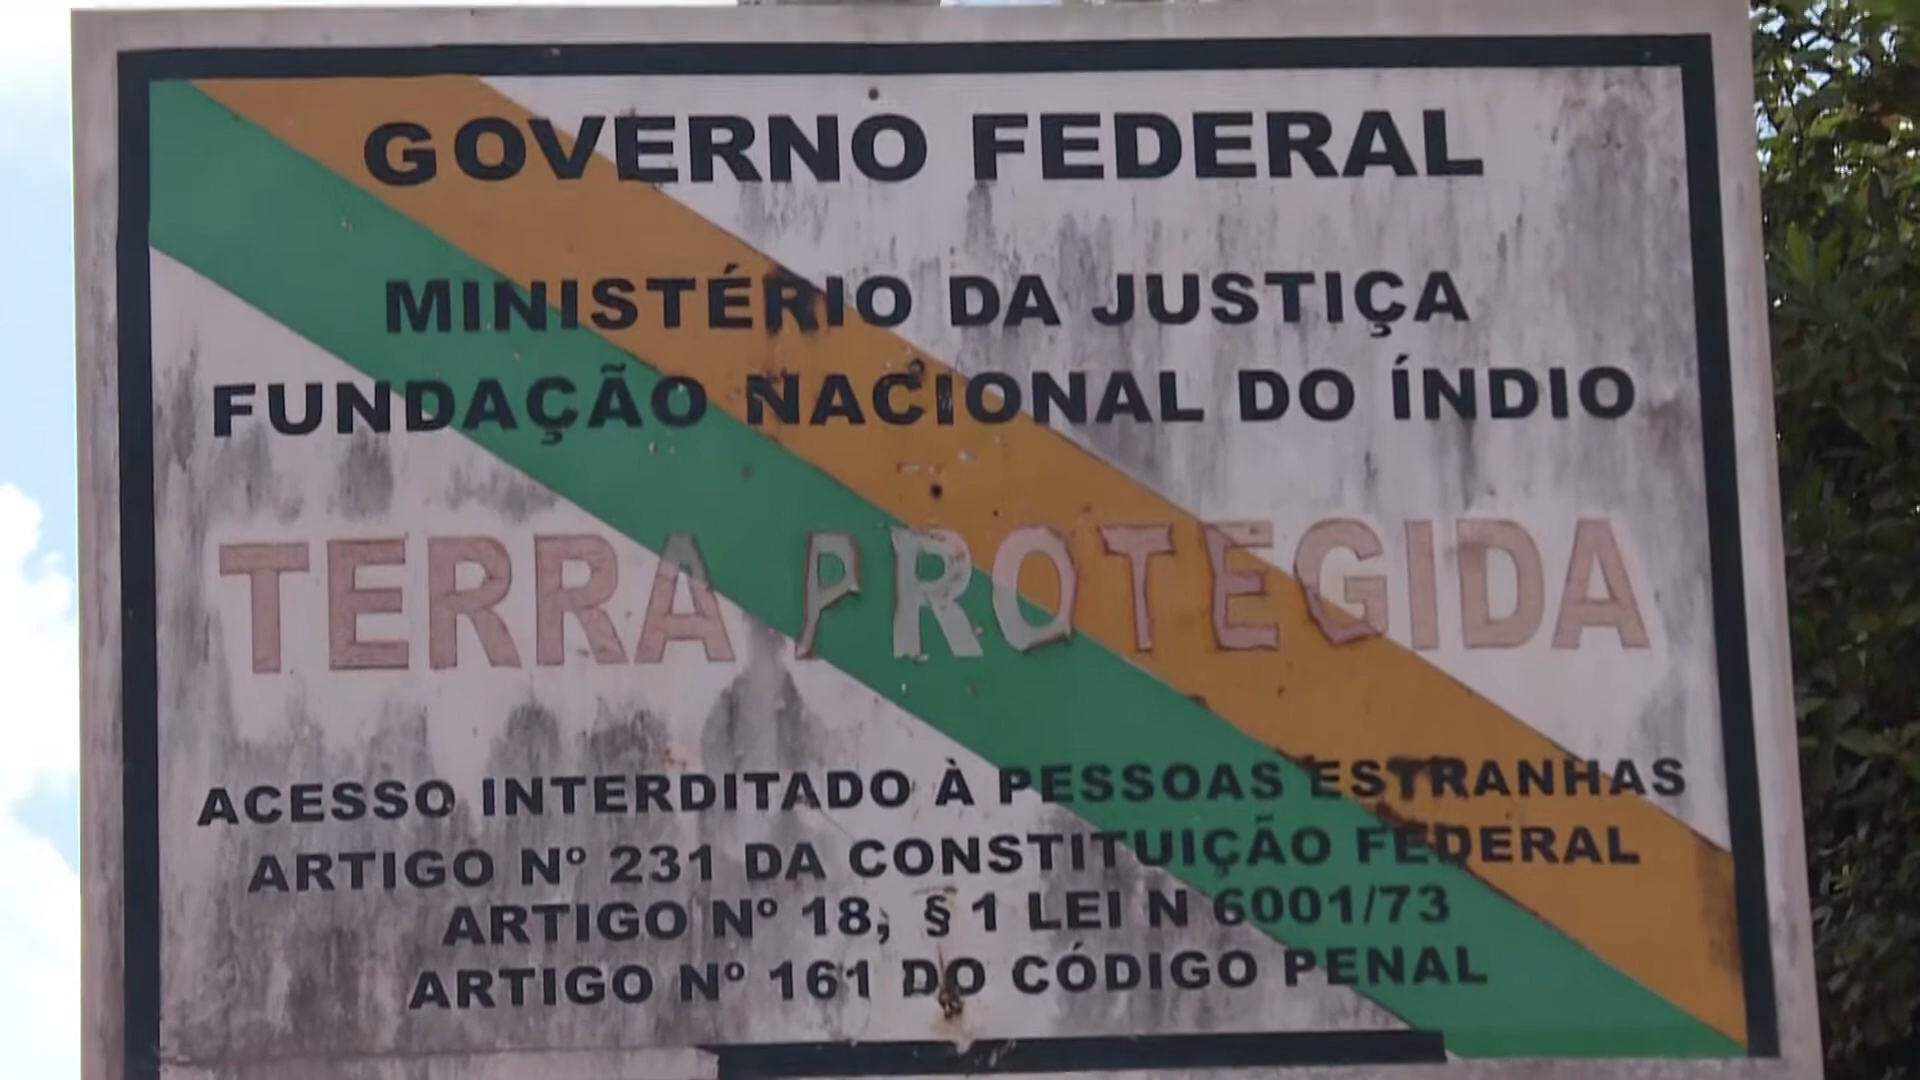 GOVERNO FEDERAL
MINISTÉRIO DA JUSTIÇA
FUNDAÇÃO NACIONAL DO ÍNDIO
TERRA PROTEGIDA
ACESSO INTERDITADO À PESSOAS ESTRANHAS
ARTIGO Nº 231 DA CONSTITUIÇÃO FEDERAL
ARTIGO Nº 18, § 1 LEI N 6001/73
ARTIGO Nº 161 DO CÓDIGO PENAL